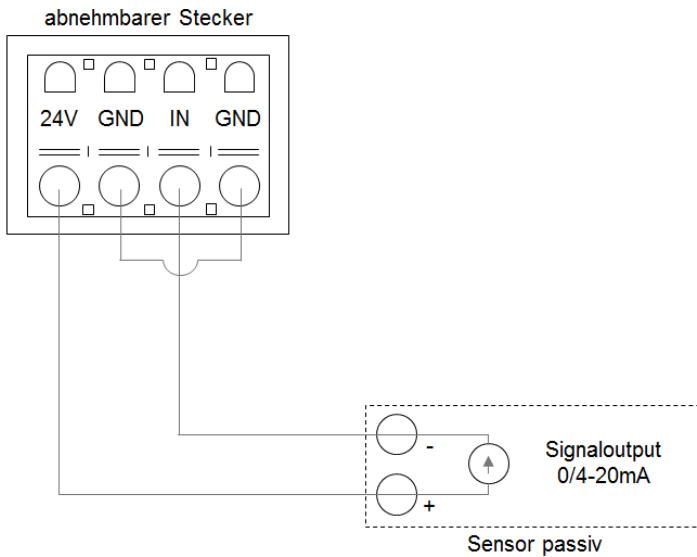 abnehmbarer Stecker
24V GND IN GND
-
Signaloutput
0/4-20mA
+
Sensor passiv